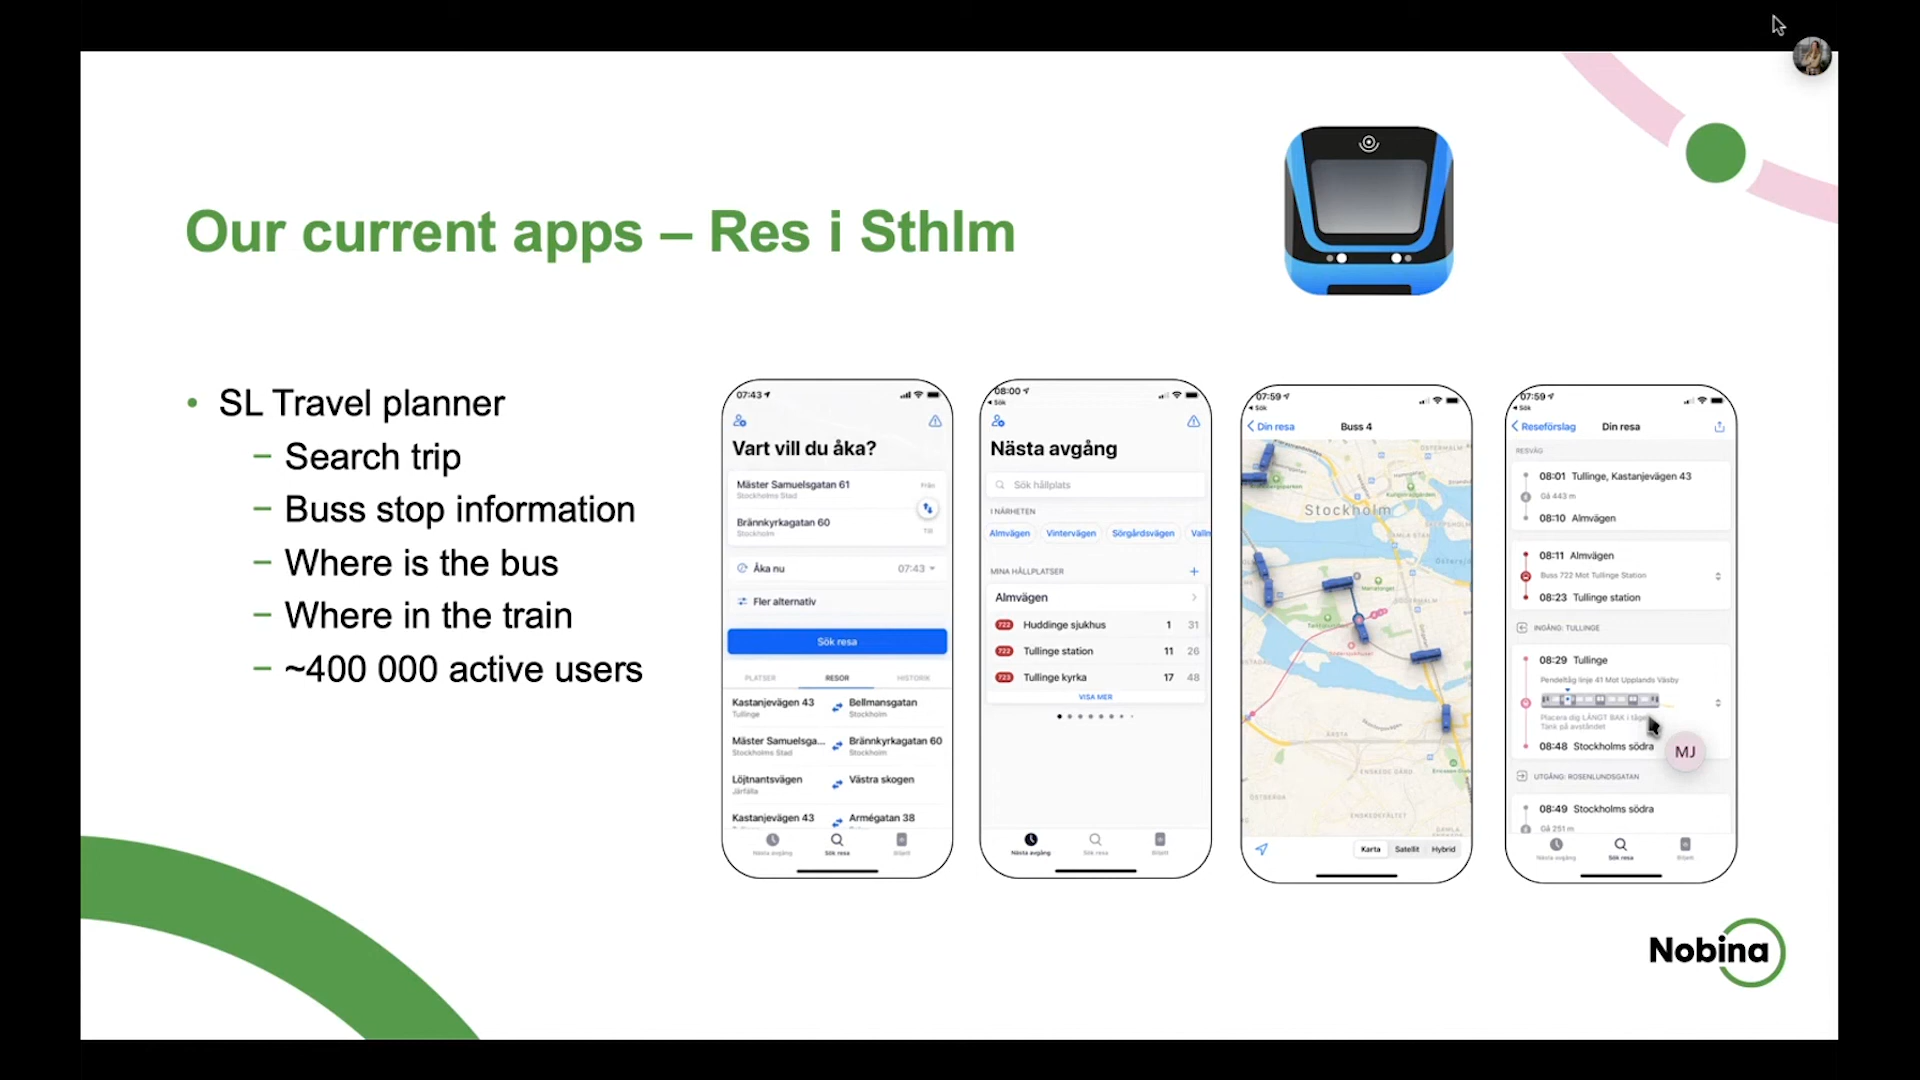 Our current apps – Res i Sthlm
• SL Travel planner
– Search trip
– Buss stop information
– Where is the bus
– Where in the train
– ~400 000 active users
07:43
Vart vill du åka?
Mäster Samuelsgatan 61
Från
Stockholms Stad
Brännkyrkagatan 60
Till
Stockholm
Åka nu
07:43
Fler alternativ
Sök resa
PLATSER RESOR HISTORIK
Kastanjevägen 43 Bellmansgatan
Tullinge Stockholm
Mäster Samuelsga... Brännkyrkagatan 60
Stockholms Stad Stockholm
Löjtnantsvägen Västra skogen
Järfälla
Kastanjevägen 43 Armégatan 38
Nästa avgång Sök resa Biljett
08:00
Sök
Nästa avgång
Sök hållplats
I NÄRHETEN
Almvägen Vintervägen Sörgårdsvägen
MINA HÅLLPLATSER +
Almvägen
722 Huddinge sjukhus 1 31
722 Tullinge station 11 26
723 Tullinge kyrka 17 48
VISA MER
Nästa avgång Sök resa Biljett
07:59
Sök
Din resa Buss 4
Stockholm
Karta Satellit Hybrid
07:59
Sök
Reseförslag Din resa
RESVÄG
08:01 Tullinge, Kastanjevägen 43
Gå 443 m
08:10 Almvägen
08:11 Almvägen
Buss 722 Mot Tullinge Station
08:23 Tullinge station
INGÅNG: TULLINGE
08:29 Tullinge
Pendeltåg linje 41 Mot Upplands Väsby
Placera dig LÅNGT BAK i
Tänk på avståndet
08:48 Stockholms södra
MJ
UTGÅNG: ROSENLUNDSGATAN
08:49 Stockholms södra
Gå 251 m
Nästa avgång Sök resa Biljett
Nobina